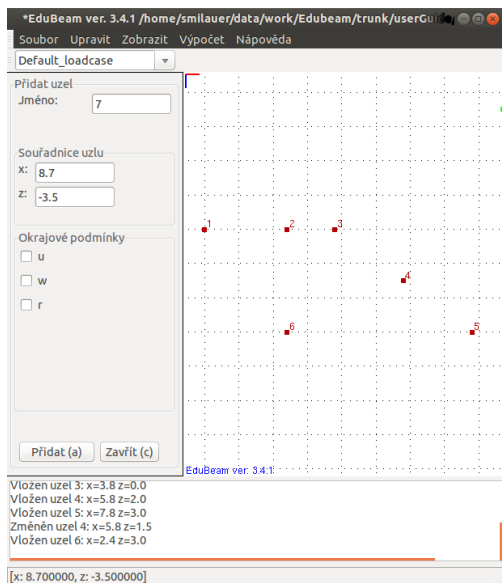 *EduBeam ver. 3.4.1 /home/smilauer/data/work/Edubeam/trunk/userGui
Soubor Upravit Zobrazit Výpočet Nápověda
Default_loadcase
Přidat uzel
Jméno: 7
Souřadnice uzlu
x: 8.7
z: -3.5
Okrajové podmínky
u
w
r
Přidat (a) Zavřít (c)
1
2
3
4
6
5
EduBeam ver. 3.4.1
Vložen uzel 3: x=3.8 z=0.0
Vložen uzel 4: x=5.8 z=2.0
Vložen uzel 5: x=7.8 z=3.0
Změněn uzel 4: x=5.8 z=1.5
Vložen uzel 6: x=2.4 z=3.0
[x: 8.700000, z: -3.500000]